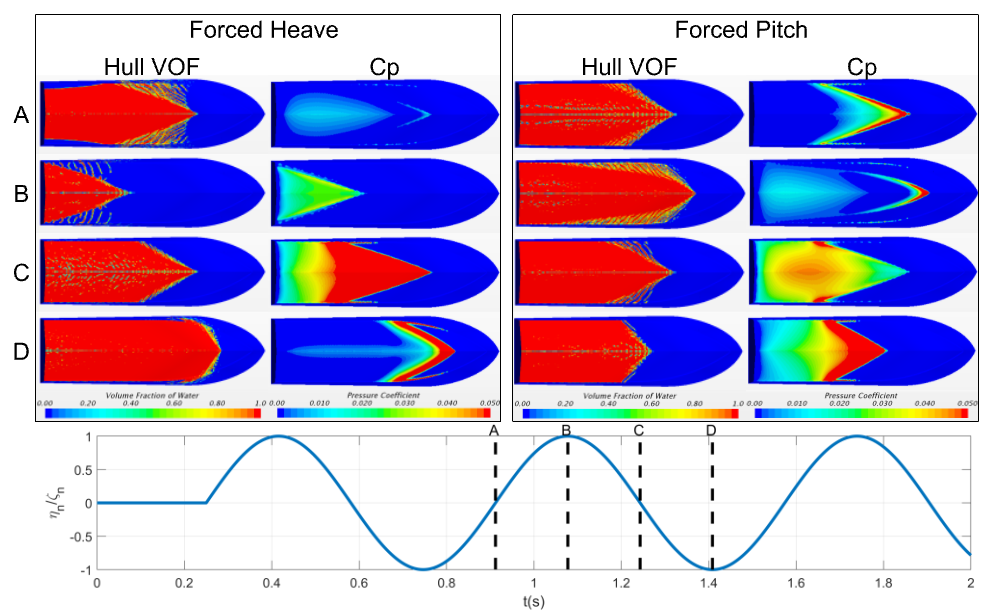 Forced Heave
Forced Pitch
Hull VOF
Cp
Hull VOF
Cp
A
B
C
D
Volume Fraction of Water
0.00 0.20 0.40 0.60 0.80 1.0
Pressure Coefficient
0.00 0.010 0.020 0.030 0.040 0.050
Volume Fraction of Water
0.00 0.20 0.40 0.60 0.80 1.0
Pressure Coefficient
0.00 0.010 0.020 0.030 0.040 0.050
A B C D
1
0.5
0
-0.5
-1
ηn/ζn
0 0.2 0.4 0.6 0.8 1 1.2 1.4 1.6 1.8 2
t(s)